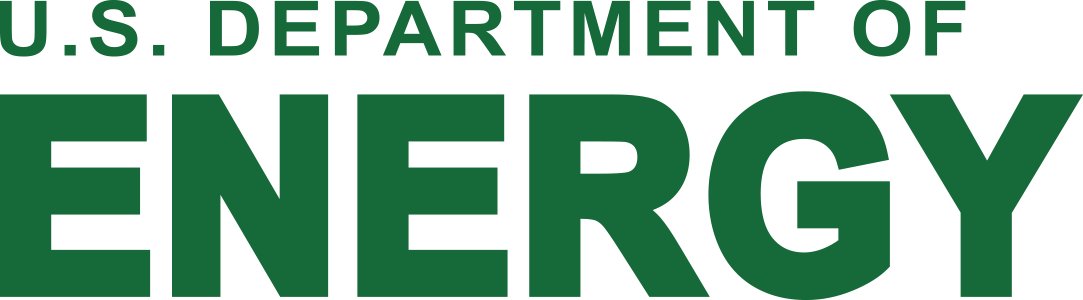 U.S. DEPARTMENT OF
ENERGY